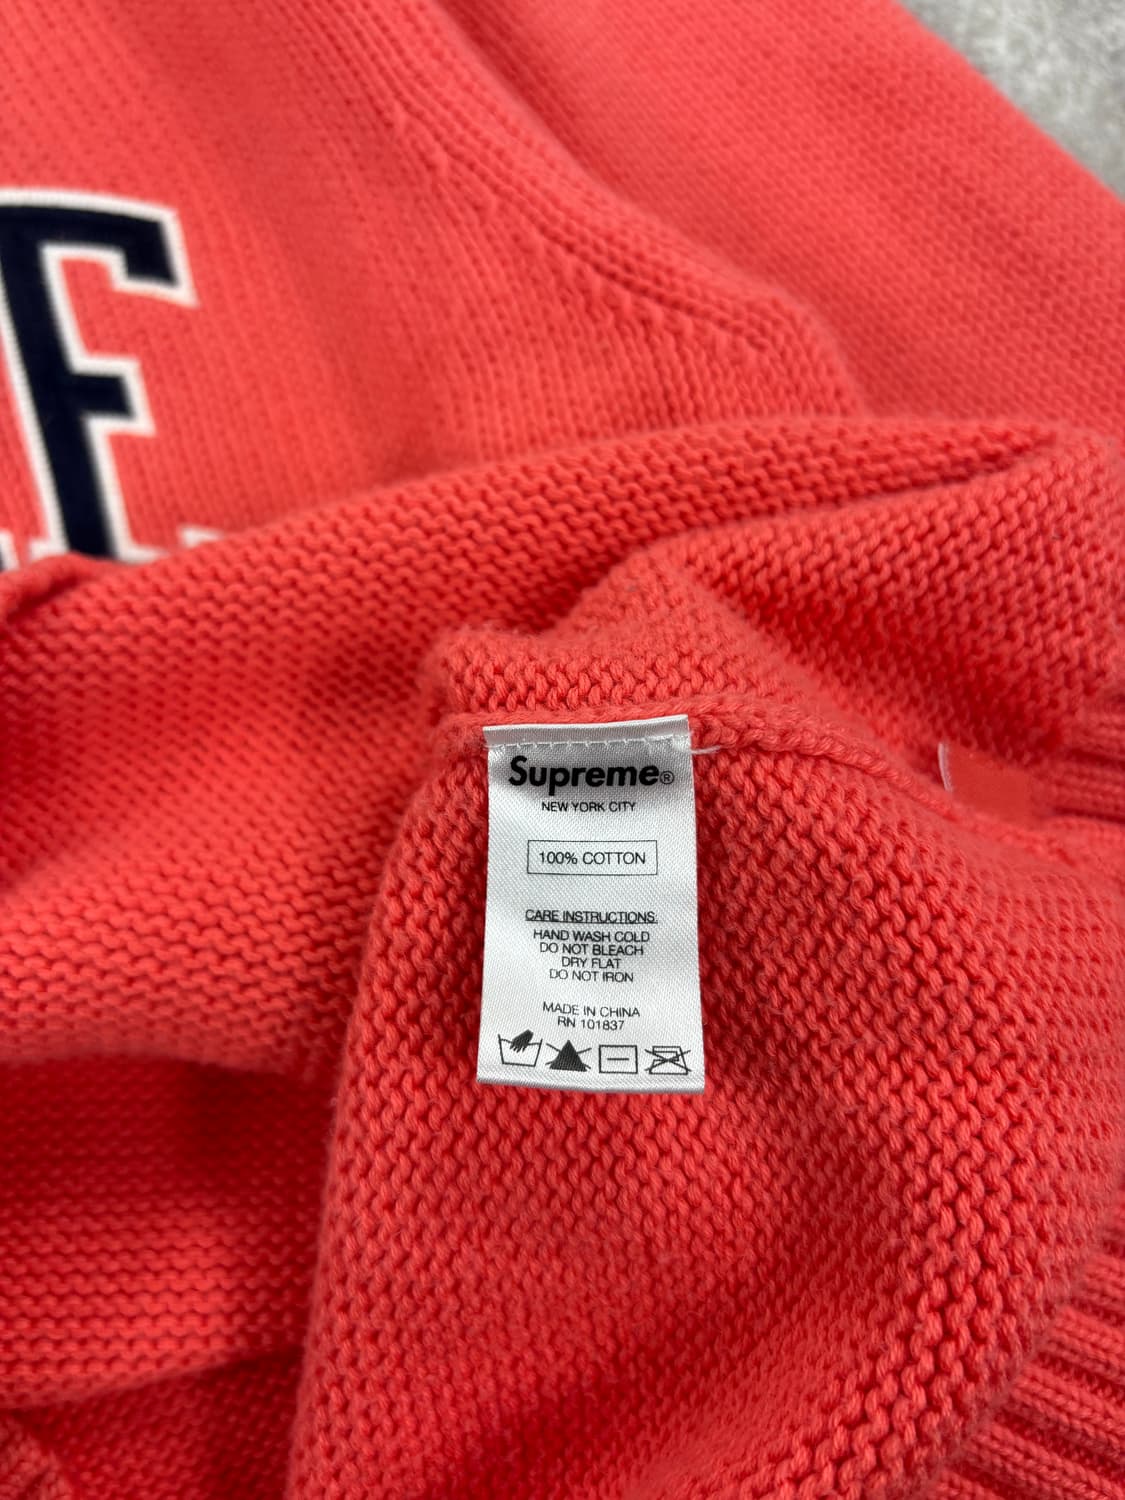 F
Supreme®
NEW YORK CITY
100% COTTON
CARE INSTRUCTIONS:
HAND WASH COLD
DO NOT BLEACH
DRY FLAT
DO NOT IRON
MADE IN CHINA
RN 101837